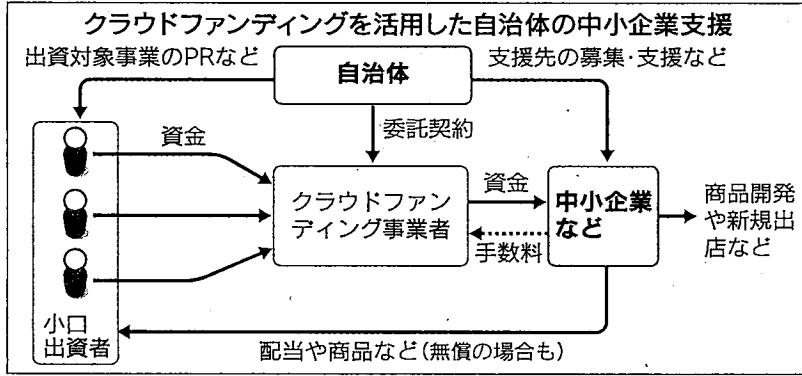 クラウドファンディングを活用した自治体の中小企業支援
出資対象事業のPRなど
自治体
支援先の募集・支援など
委託契約
資金
クラウドファン
ディング事業者
資金
手数料
中小企業
など
商品開発
や新規出
店など
小口
出資者
配当や商品など(無償の場合も)